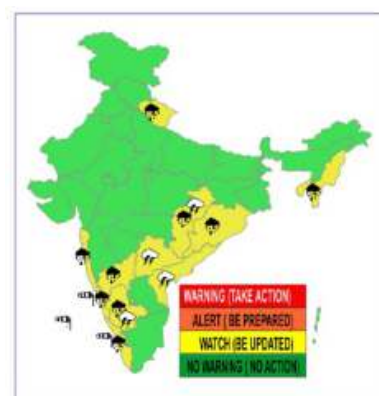 WARNING (TAKE ACTION)
ALERT ( BE PREPARED)
WATCH (BE UPDATED)
NO WARNING ( NO ACTION)